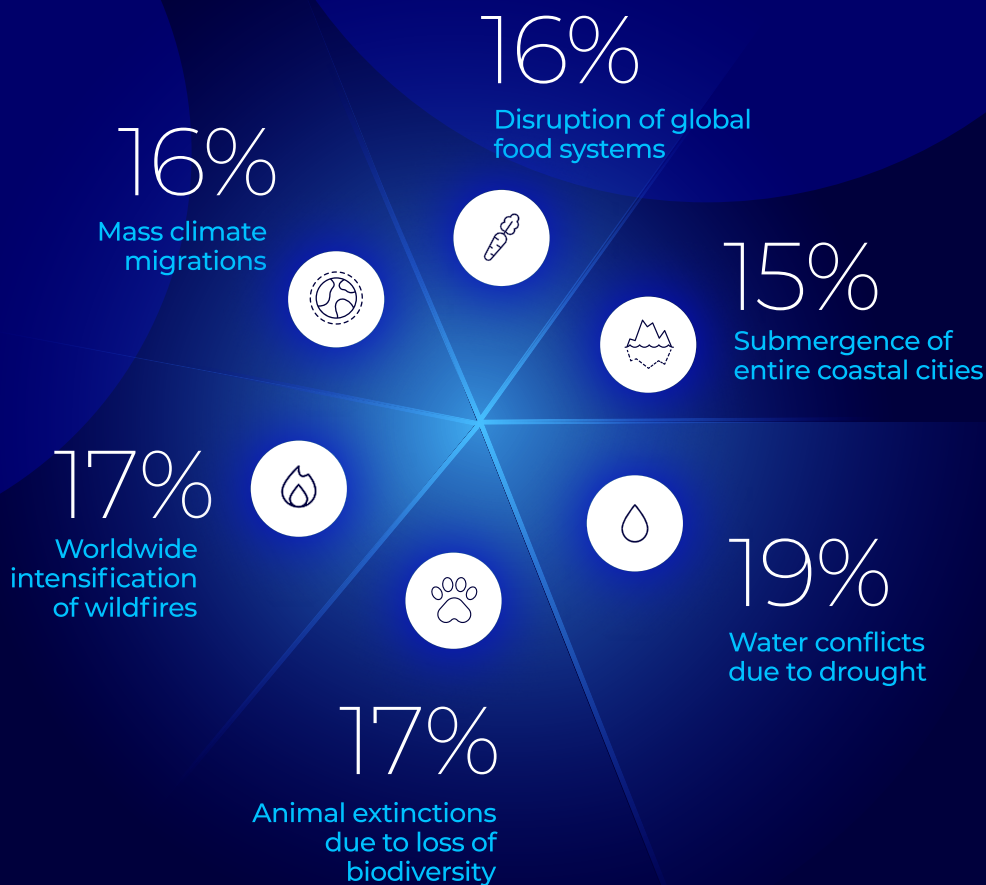 16%
Disruption of global
food systems
16%
Mass climate
migrations
15%
Submergence of
entire coastal cities
17%
Worldwide
intensification
of wildfires
19%
Water conflicts
due to drought
17%
Animal extinctions
due to loss of
biodiversity